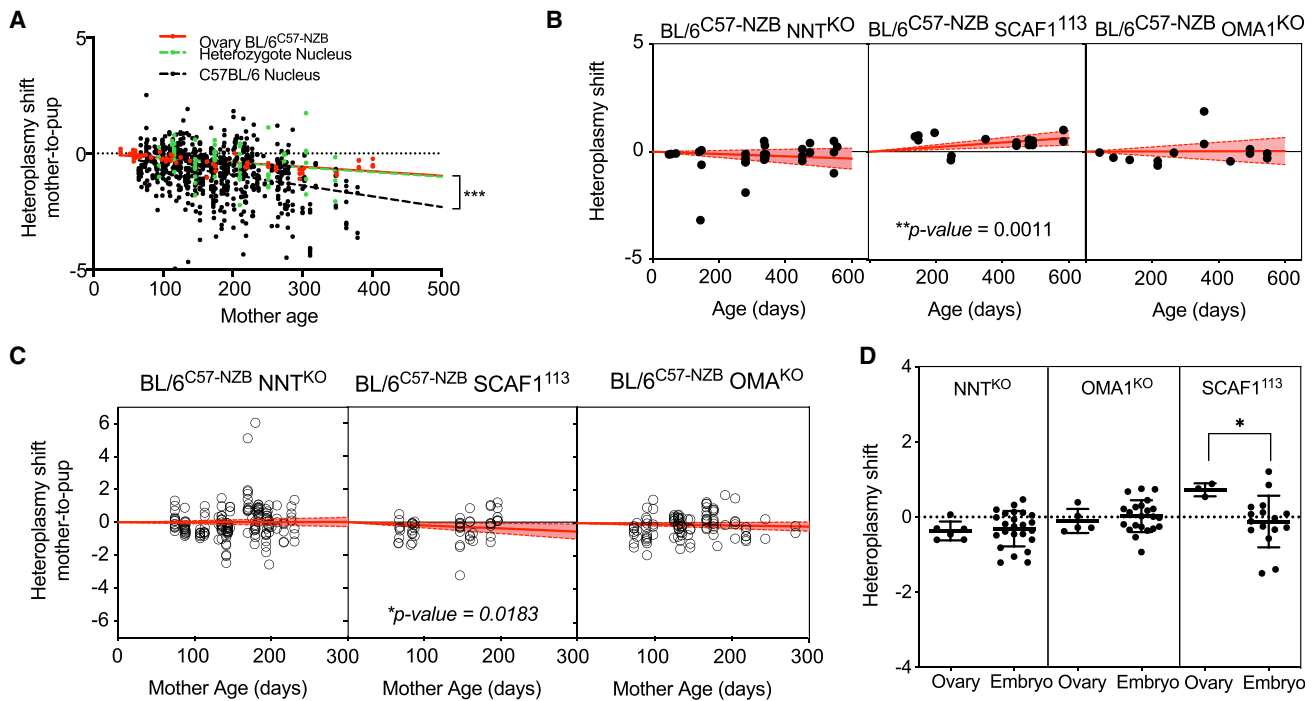 A
5
0
-5
Heteroplasmy shift
mother-to-pup
Ovary BL/6C57-NZB
Heterozygote Nucleus
C57BL/6 Nucleus
***
0 100 200 300 400 500
Mother age
B
BL/6C57-NZB NNTKO BL/6C57-NZB SCAF1113 BL/6C57-NZB OMA1KO
5
0
-5
Heteroplasmy shift
**p-value = 0.0011
0 200 400 600 200 400 600 200 400 600
Age (days) Age (days) Age (days)
C
BL/6C57-NZB NNTKO BL/6C57-NZB SCAF1113 BL/6C57-NZB OMAKO
6
4
2
0
-2
-4
-6
Heteroplasmy shift
mother-to-pup
*p-value = 0.0183
0 100 200 300 100 200 300 100 200 300
Mother Age (days) Mother Age (days) Mother Age (days)
D
4
2
0
-2
-4
Heteroplasmy shift
NNTKO OMA1KO SCAF1113
*
Ovary Embryo Ovary Embryo Ovary Embryo